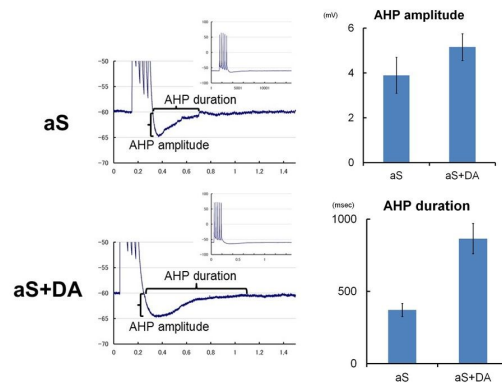 aS
-50
-55
-60
-65
-70
0
0.2
0.4
0.6
0.8
1
1.2
1.4
AHP duration
AHP amplitude
aS+DA
-50
-55
-60
-65
-70
0
0.2
0.4
0.6
0.8
1
1.2
1.4
AHP duration
AHP amplitude
(mV)
AHP amplitude
6
4
2
0
aS
aS+DA
(msec)
AHP duration
1000
500
0
aS
aS+DA